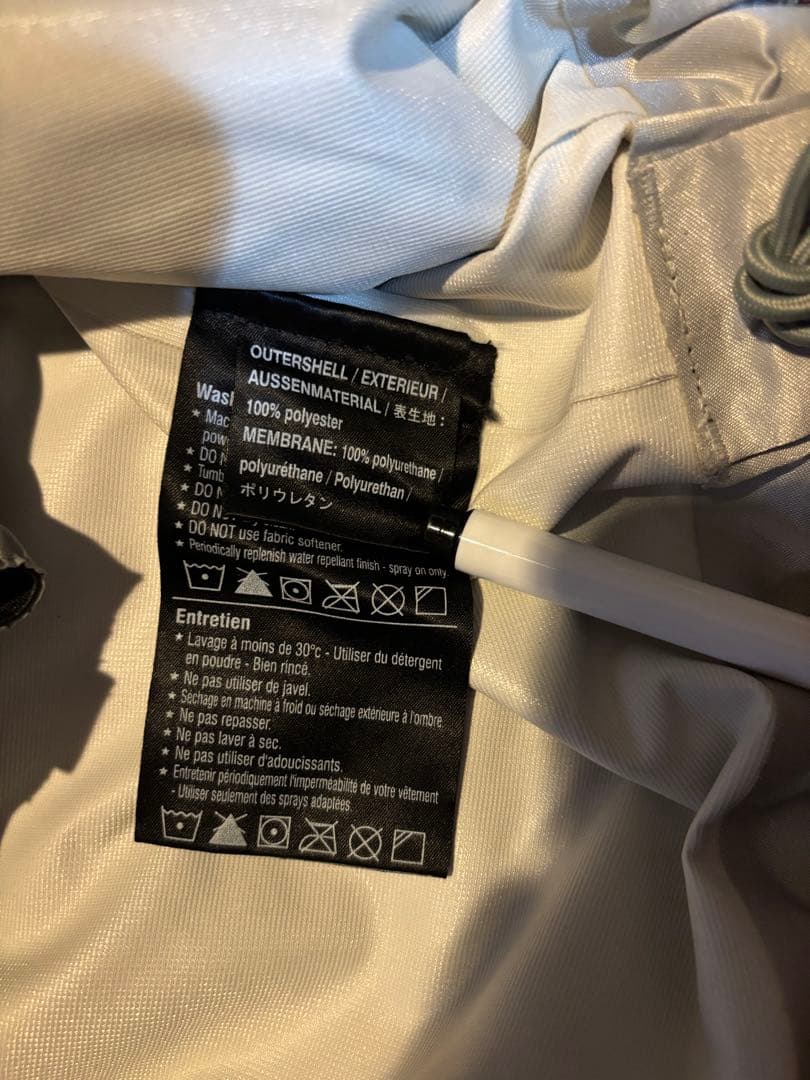 OUTERSHELL / EXTERIEUR /
AUSSENMATERIAL / 表生地 :
100% polyester
MEMBRANE: 100% polyurethane /
polyuréthane / Polyurethan /
ポリウレタン
★ DO NOT use fabric softener.
★ Periodically replenish water repeliant finish - spray on only.
Entretien
★ Lavage à moins de 30°c - Utiliser du détergent
en poudre - Bien rincé.
★ Ne pas utiliser de javel.
★ Séchage en machine à froid ou séchage extérieure à l'ombre.
★ Ne pas repasser.
★ Ne pas laver à sec.
★ Ne pas utiliser d'adoucissants.
★ Entretenir périodiquement l'imperméabilité de votre vêtement
- Utiliser seulement des sprays adaptées